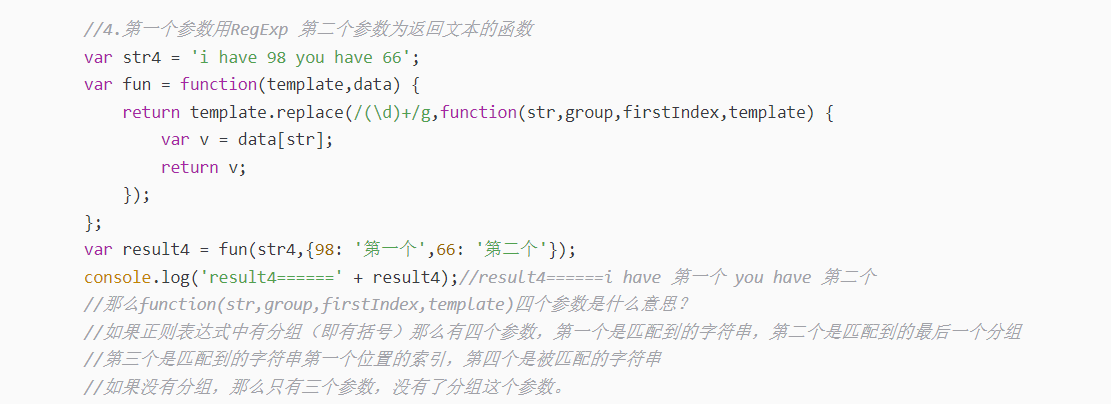 //4.第一个参数用RegExp 第二个参数为返回文本的函数
var str4 = 'i have 98 you have 66';
var fun = function(template,data) {
    return template.replace(/(\d)+/g,function(str,group,firstIndex,template) {
        var v = data[str];
        return v;
    });
};
var result4 = fun(str4,{98: '第一个',66: '第二个'});
console.log('result4======' + result4);//result4======i have 第一个 you have 第二个
//那么function(str,group,firstIndex,template)四个参数是什么意思?
//如果正则表达式中有分组（即有括号）那么有四个参数，第一个是匹配到的字符串，第二个是匹配到的最后一个分组
//第三个是匹配到的字符串第一个位置的索引，第四个是被匹配的字符串
//如果没有分组，那么只有三个参数，没有了分组这个参数。